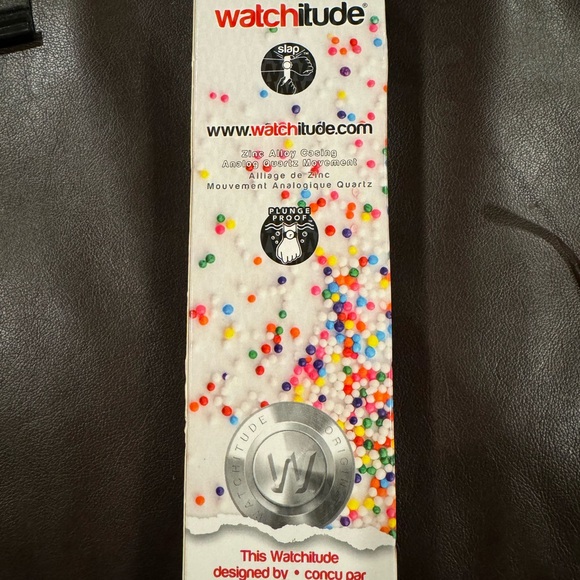 watchitude®
slap
www.watchitude.com
Zinc Alloy Casing
Analog Quartz Movement
Alliage de Zinc
Mouvement Analogique Quartz
PLUNGE
PROOF
WATCHITUDE
W
This Watchitude
designed by • conçu par